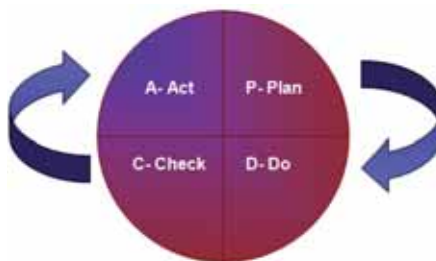 A- Act
P- Plan
C- Check
D- Do